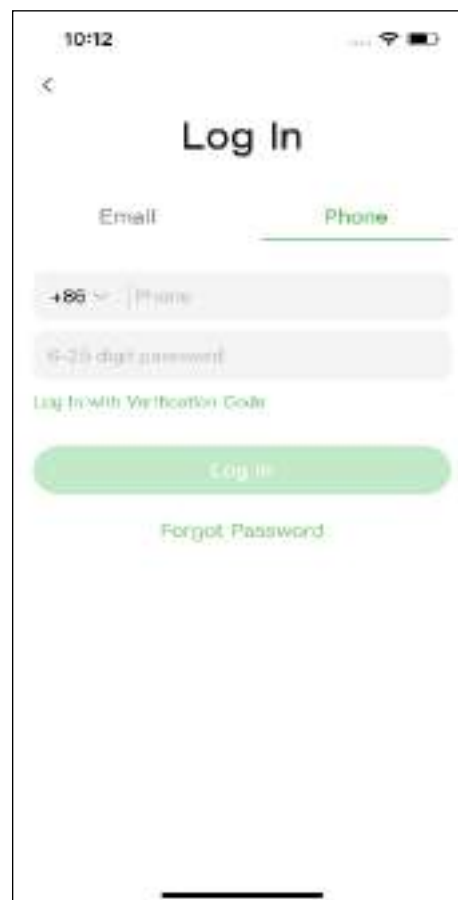 10:12
Log In
Email Phone
+86 Phone
6-20 digit password
Log In with Verification Code
Log In
Forgot Password